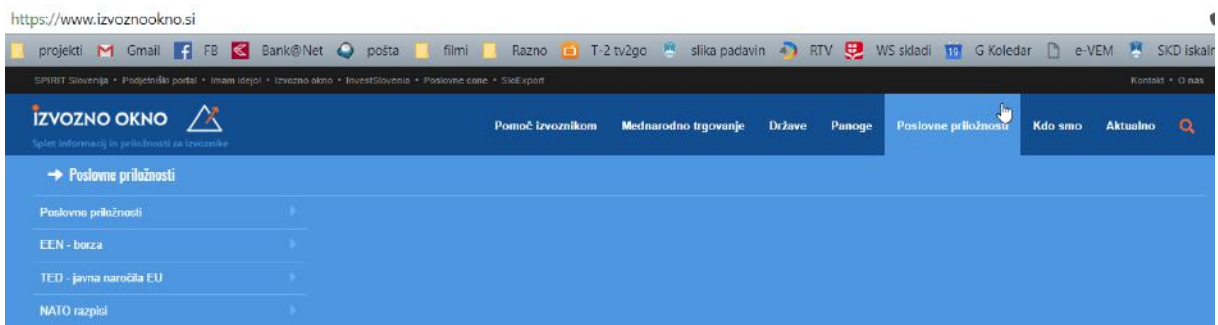 https://www.izvoznookno.si
projekti Gmail FB Bank@Net pošta filmi Razno T-2 tv2go slika padavin RTV WS skladi 19 G Koledar e-VEM SKD iskaln
SPIRIT Slovenija • Podjetniški portal • Imam idejo! • Izvozno okno • InvestSlovenia • Poslovne cone • SloExport Kontakt • O nas
IZVOZNO OKNO
Splet informacij in priložnosti za izvoznike
Pomoč izvoznikom Mednarodno trgovanje Države Panoge Poslovne priložnosti Kdo smo Aktualno
Poslovne priložnosti
Poslovne priložnosti
EEN - borza
TED - javna naročila EU
NATO razpisi